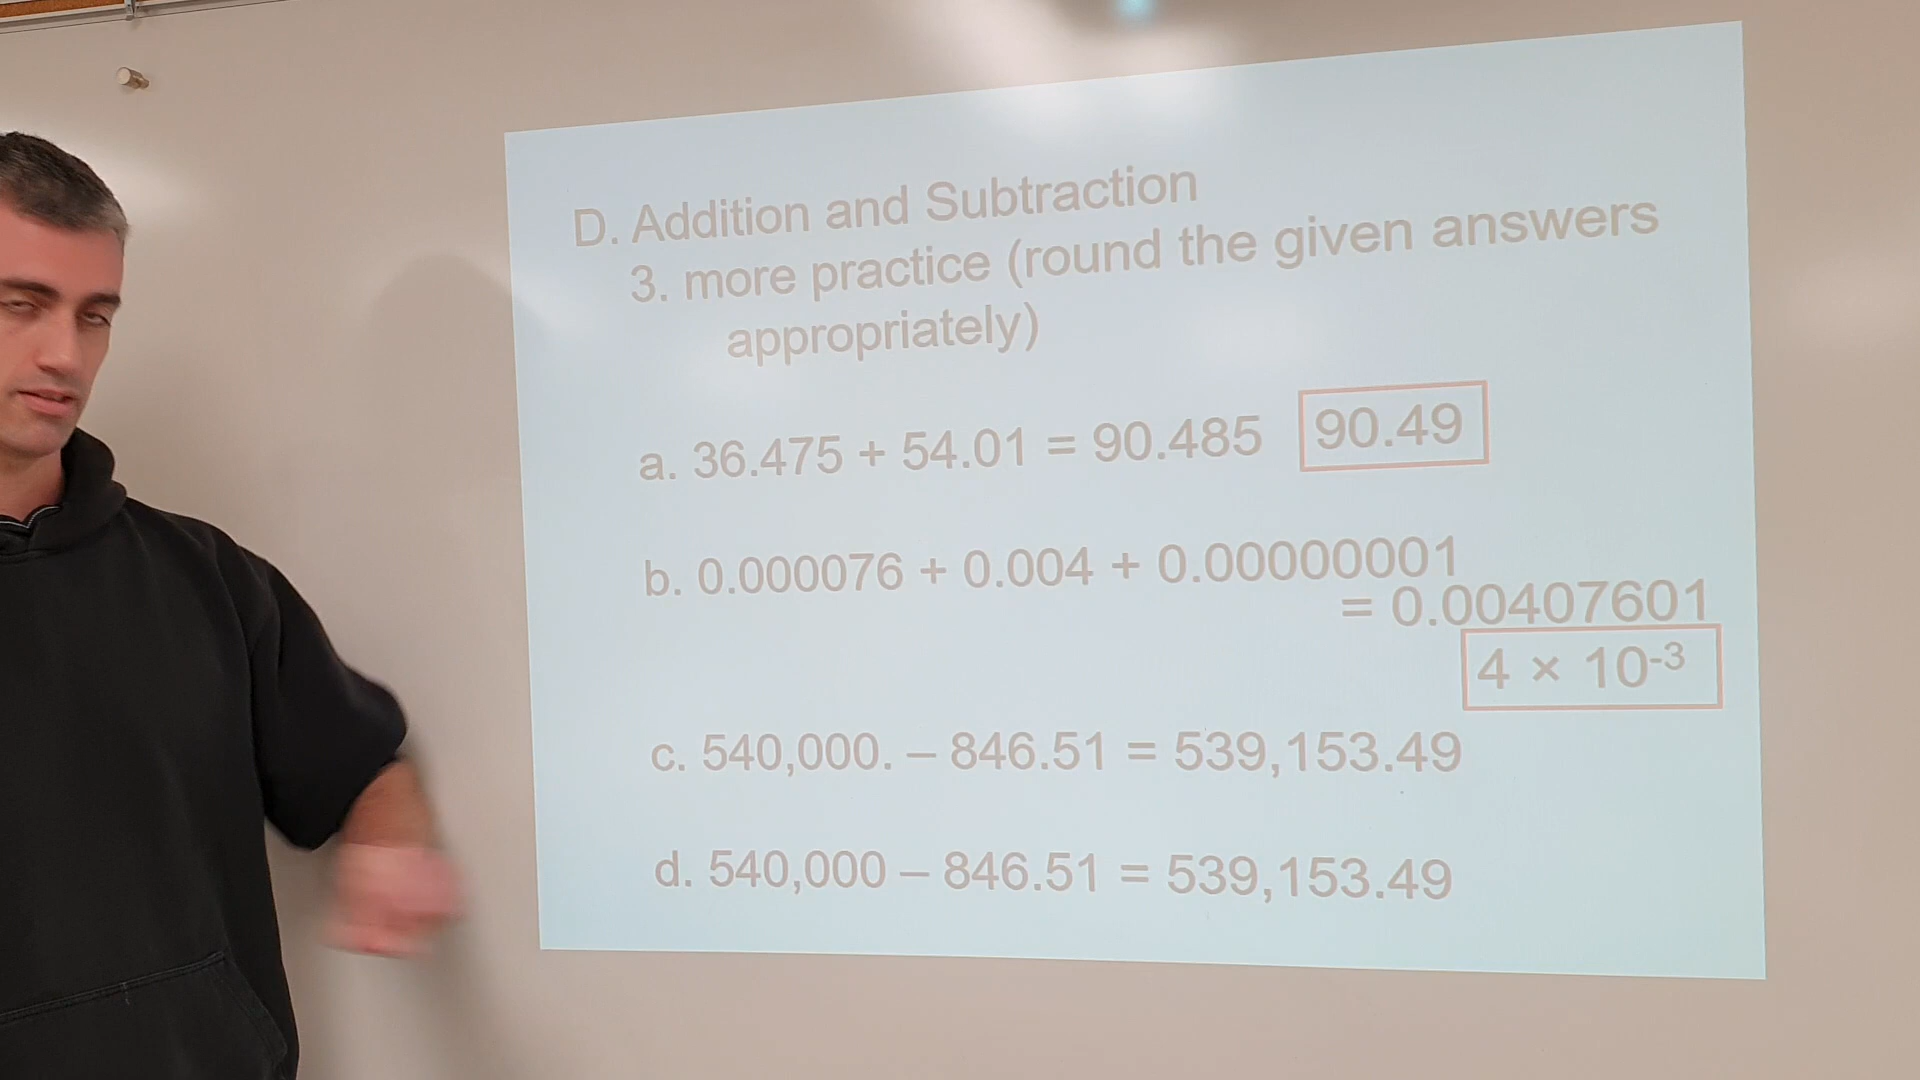 D. Addition and Subtraction
3. more practice (round the given answers
appropriately)
a. 36.475 + 54.01 = 90.485 90.49
b. 0.000076 + 0.004 + 0.00000001
= 0.00407601
4 × 10⁻³
c. 540,000. – 846.51 = 539,153.49
d. 540,000 – 846.51 = 539,153.49